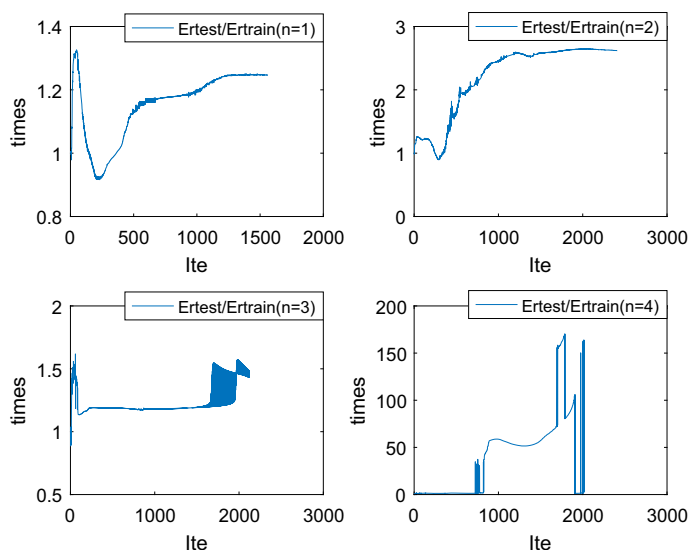 Ertest/Ertrain(n=1)
1.4
1.2
1
0.8
times
0 500 1000 1500 2000
Ite
Ertest/Ertrain(n=2)
3
2
1
0
times
0 1000 2000 3000
Ite
Ertest/Ertrain(n=3)
2
1.5
1
0.5
times
0 1000 2000 3000
Ite
Ertest/Ertrain(n=4)
200
150
100
50
0
times
0 1000 2000 3000
Ite